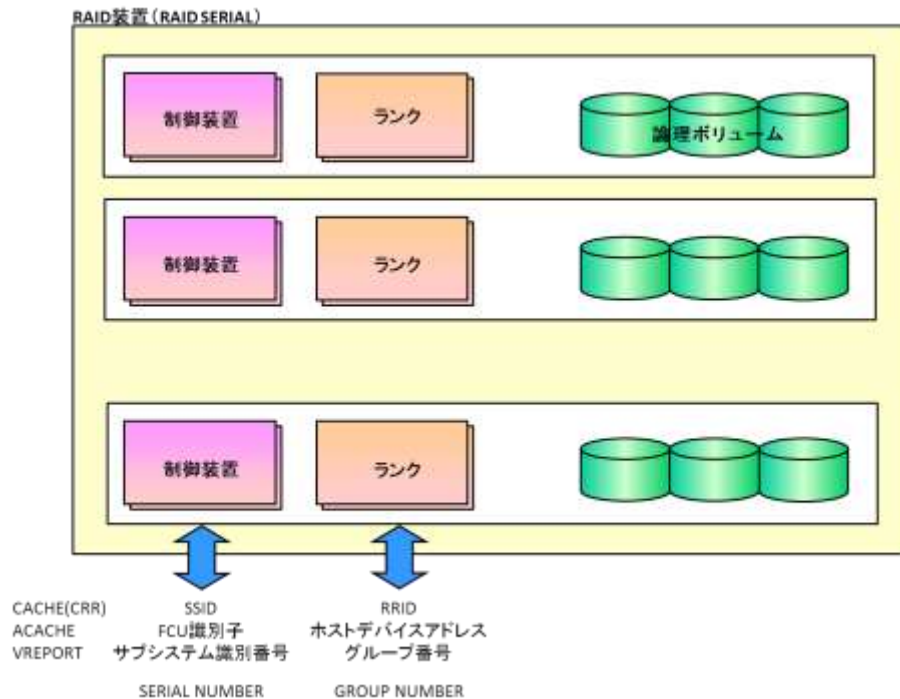 RAID装置（RAID SERIAL）
制御装置
ランク
論理ボリューム
制御装置
ランク
制御装置
ランク
CACHE(CRR) SSID RRID
ACACHE FCU識別子 ホストデバイスアドレス
VREPORT サブシステム識別番号 グループ番号
SERIAL NUMBER GROUP NUMBER